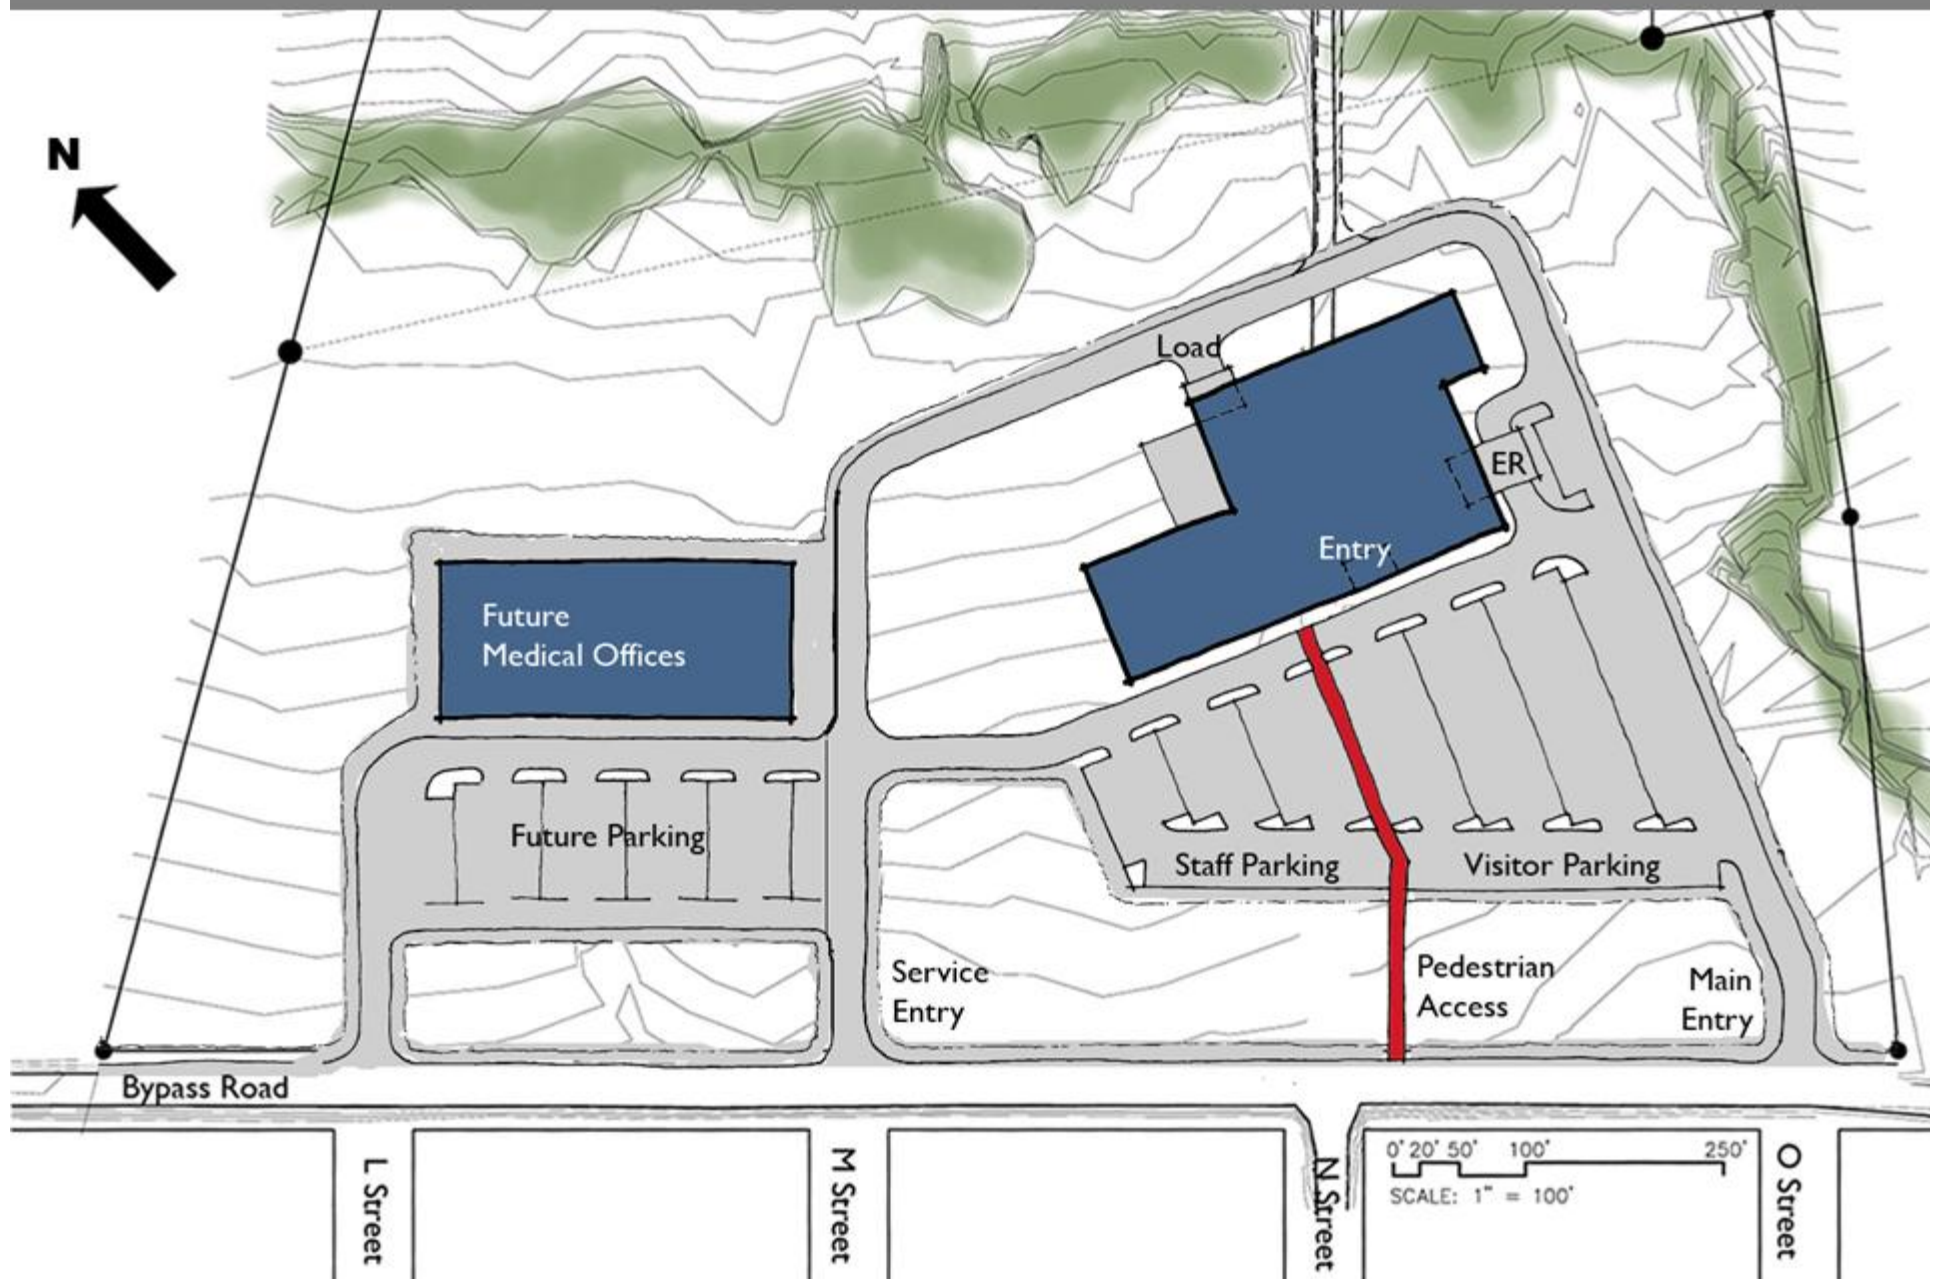 N
Load
ER
Entry
Future
Medical Offices
Future Parking
Staff Parking
Visitor Parking
Service
Entry
Pedestrian
Access
Main
Entry
Bypass Road
L Street
M Street
N Street
O Street
0' 20' 50' 100' 250'
SCALE: 1" = 100'